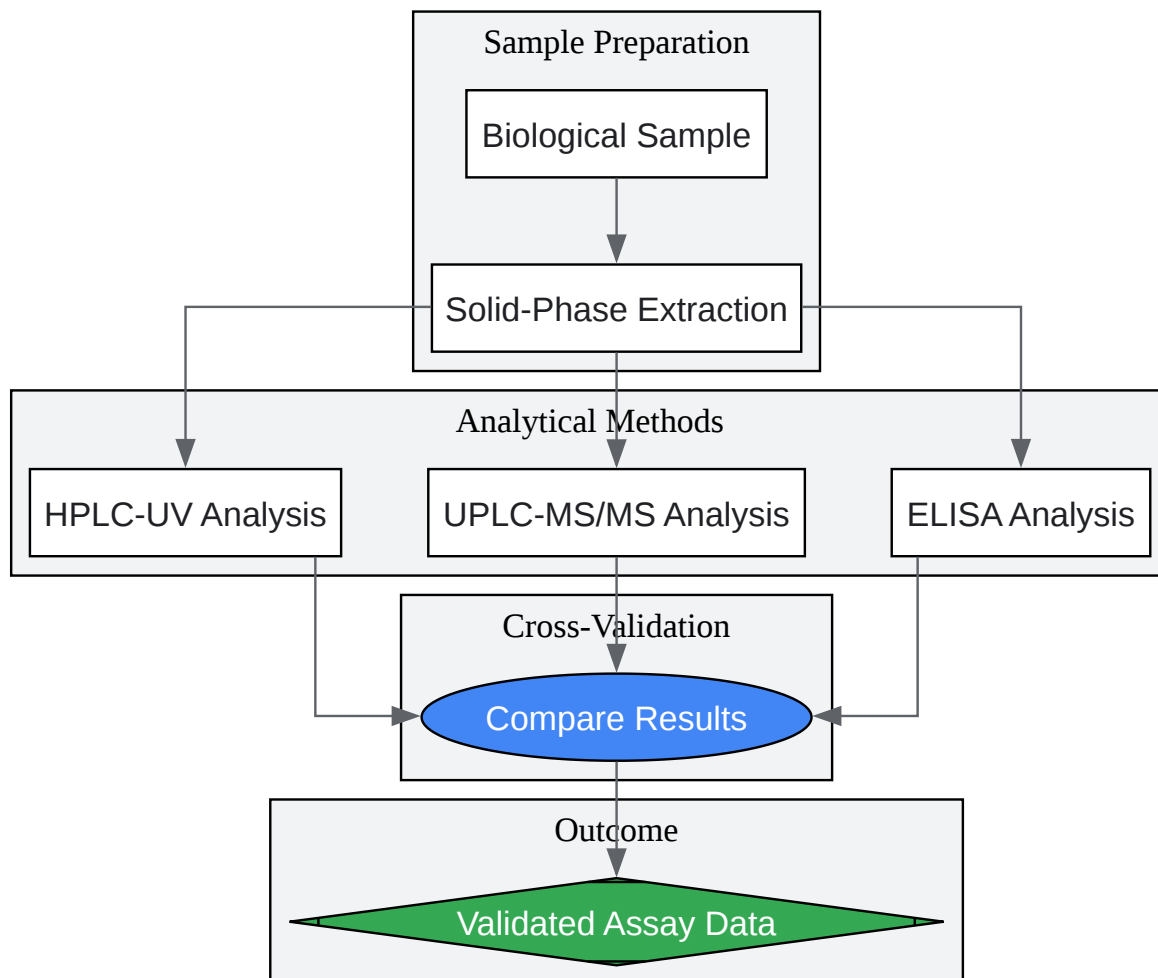 Sample Preparation
Biological Sample
Solid-Phase Extraction
Analytical Methods
HPLC-UV Analysis
UPLC-MS/MS Analysis
ELISA Analysis
Cross-Validation
Compare Results
Outcome
Validated Assay Data